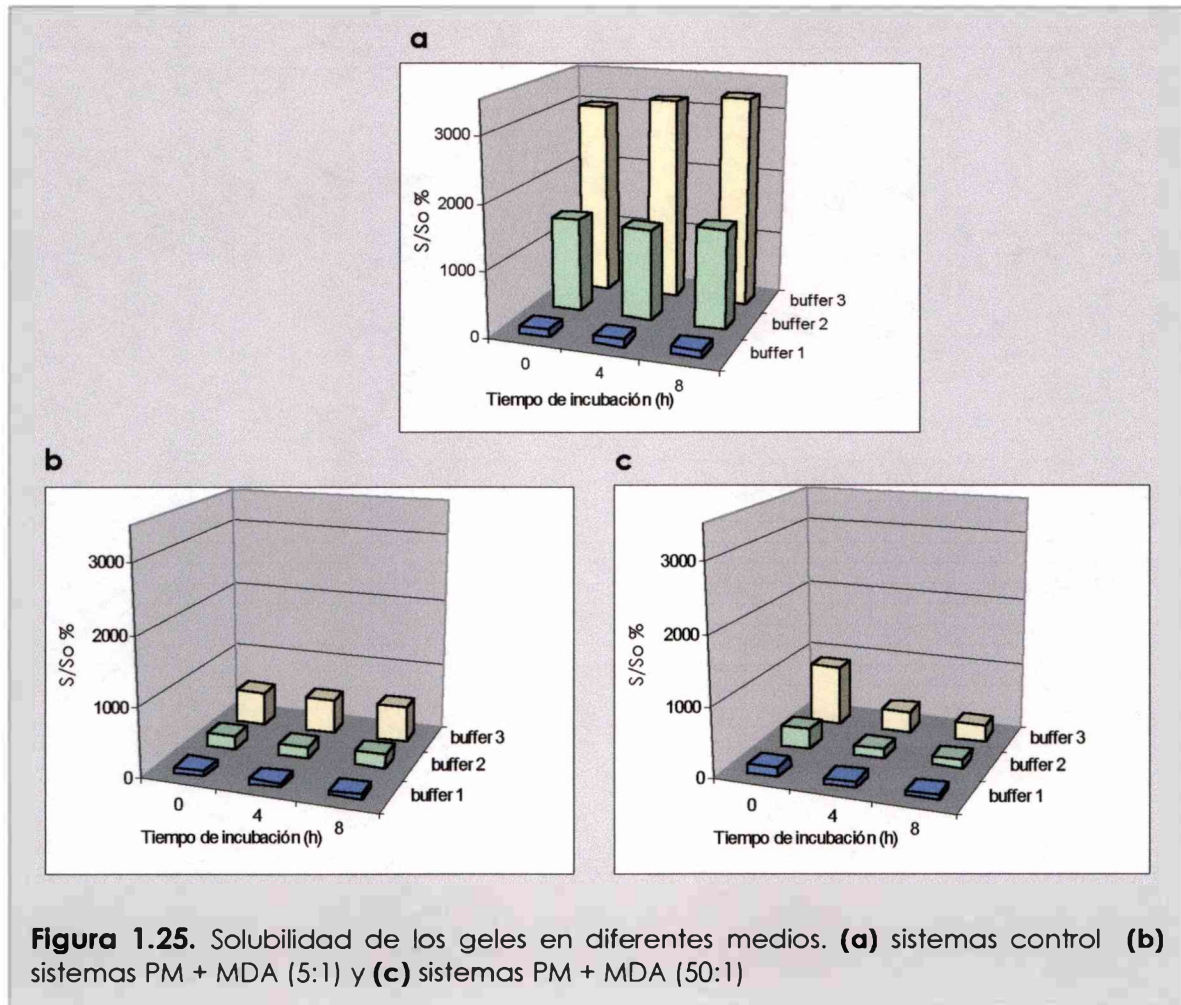 a
3000
2000
1000
0
S/So %
0
4
8
Tiempo de incubación (h)
buffer 3
buffer 2
buffer 1
b
3000
2000
1000
0
S/So %
0
4
8
Tiempo de incubación (h)
buffer 3
buffer 2
buffer 1
c
3000
2000
1000
0
S/So %
0
4
8
Tiempo de incubación (h)
buffer 3
buffer 2
buffer 1
Figura 1.25. Solubilidad de los geles en diferentes medios. (a) sistemas control (b)
sistemas PM + MDA (5:1) y (c) sistemas PM + MDA (50:1)